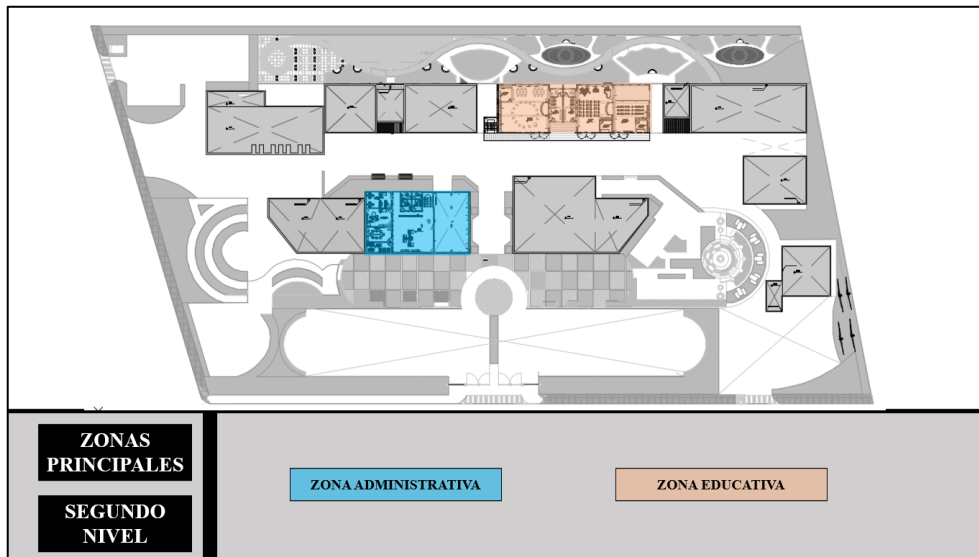 ZONAS
PRINCIPALES
SEGUNDO
NIVEL
ZONA ADMINISTRATIVA
ZONA EDUCATIVA